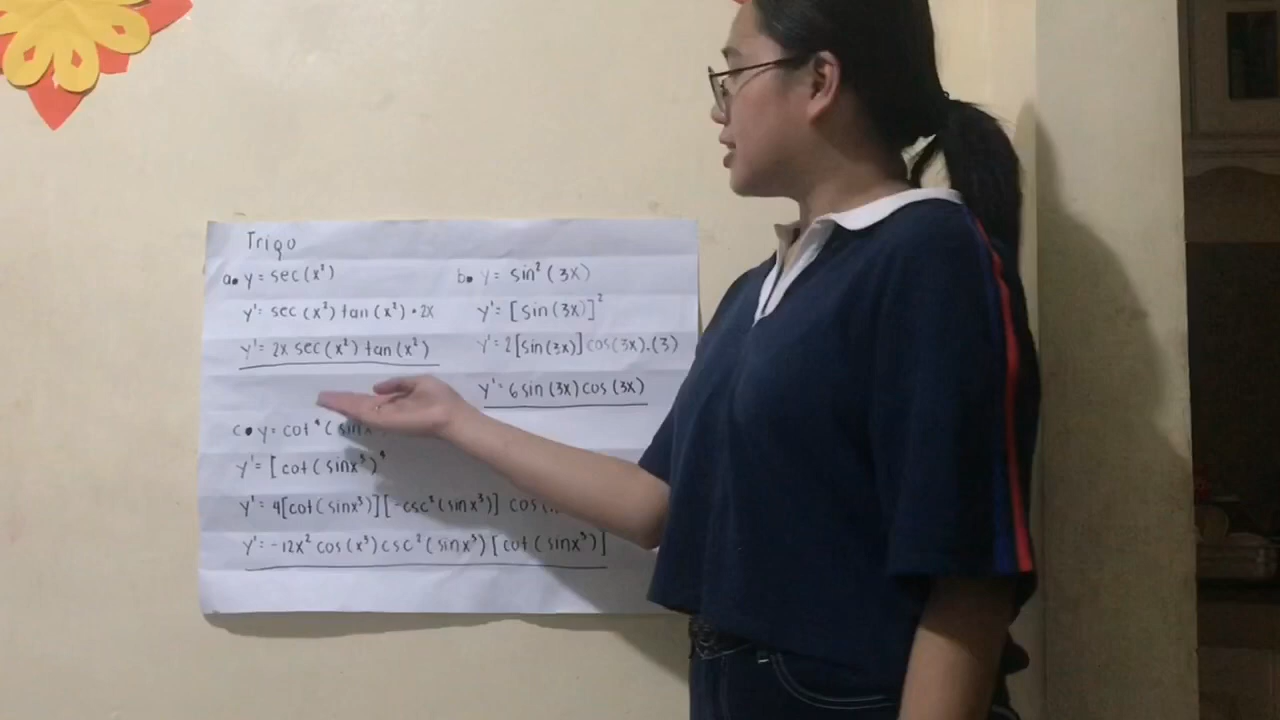 Trigo
a. y = sec(x²)
y' = sec(x²) tan(x²) • 2x
y' = 2x sec(x²) tan(x²)
b. y = sin² (3x)
y' = [sin(3x)]²
y' = 2[sin(3x)] cos(3x).(3)
y' = 6 sin (3x) cos (3x)
c. y = cot⁴ (sinx
y' = [cot( sinx³)⁴
y' = 4[cot(sinx³)][-csc²(sinx³)] cos(
y' = -12x² cos(x³) csc² (sinx³) [cot(sinx³)]